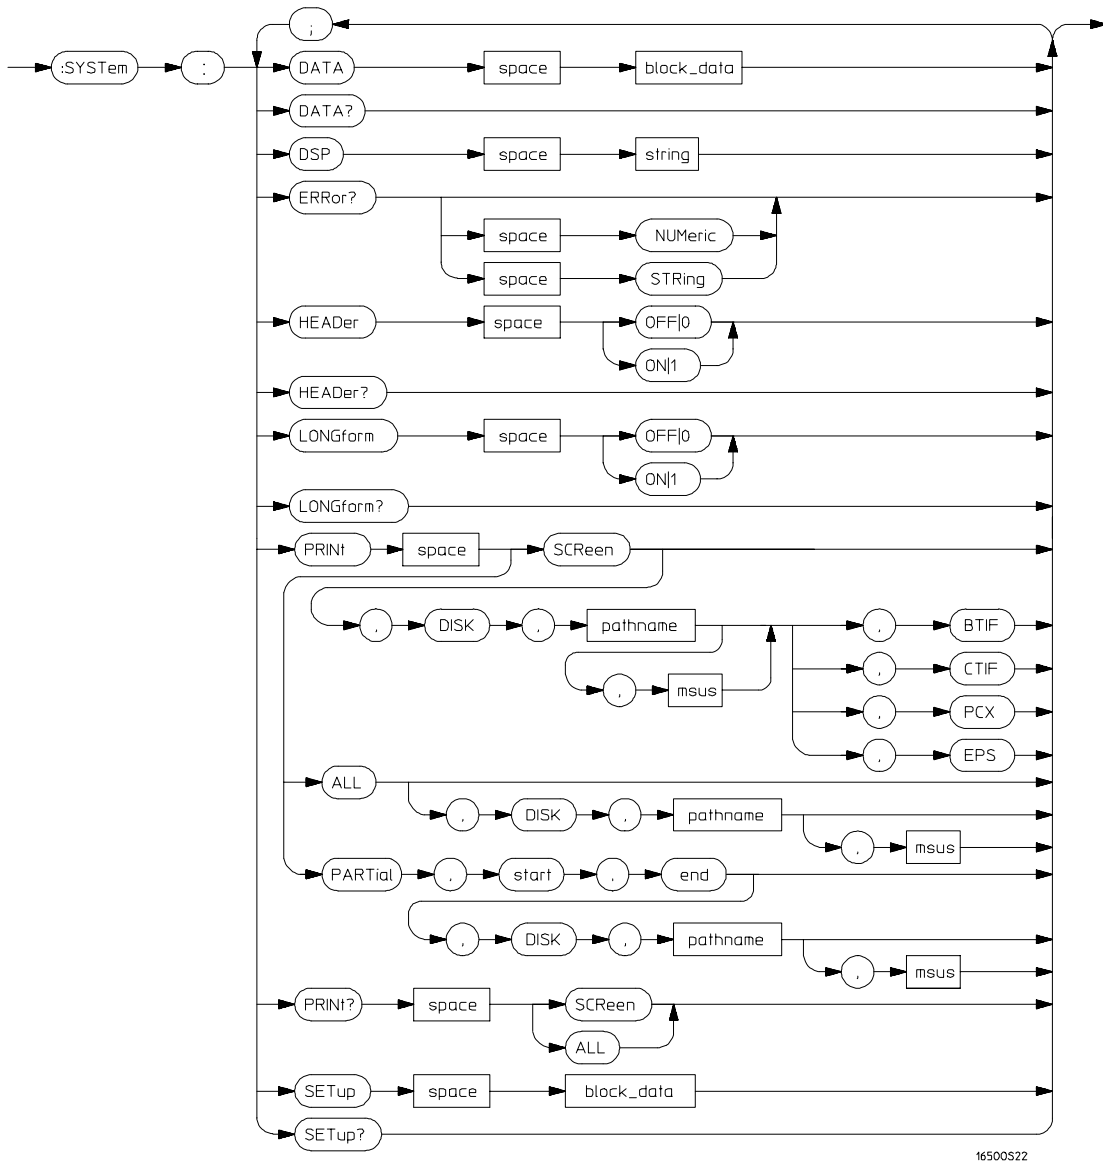 ;
:SYSTem : DATA space block_data
DATA?
DSP space string
ERRor?
space NUMeric
space STRing
HEADer space OFF|0
ON|1
HEADer?
LONGform space OFF|0
ON|1
LONGform?
PRINt space SCReen
, DISK , pathname , BTIF
, msus , CTIF
, PCX
, EPS
ALL
, DISK , pathname
, msus
PARTial , start , end
, DISK , pathname
, msus
PRINt? space SCReen
ALL
SETup space block_data
SETup?
16500S22